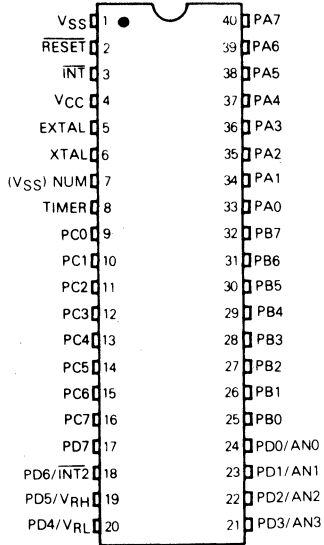 VSS 1 40 PA7
RESET 2 39 PA6
INT 3 38 PA5
VCC 4 37 PA4
EXTAL 5 36 PA3
XTAL 6 35 PA2
(VSS) NUM 7 34 PA1
TIMER 8 33 PA0
PC0 9 32 PB7
PC1 10 31 PB6
PC2 11 30 PB5
PC3 12 29 PB4
PC4 13 28 PB3
PC5 14 27 PB2
PC6 15 26 PB1
PC7 16 25 PB0
PD7 17 24 PD0/AN0
PD6/INT2 18 23 PD1/AN1
PD5/VRH 19 22 PD2/AN2
PD4/VRL 20 21 PD3/AN3